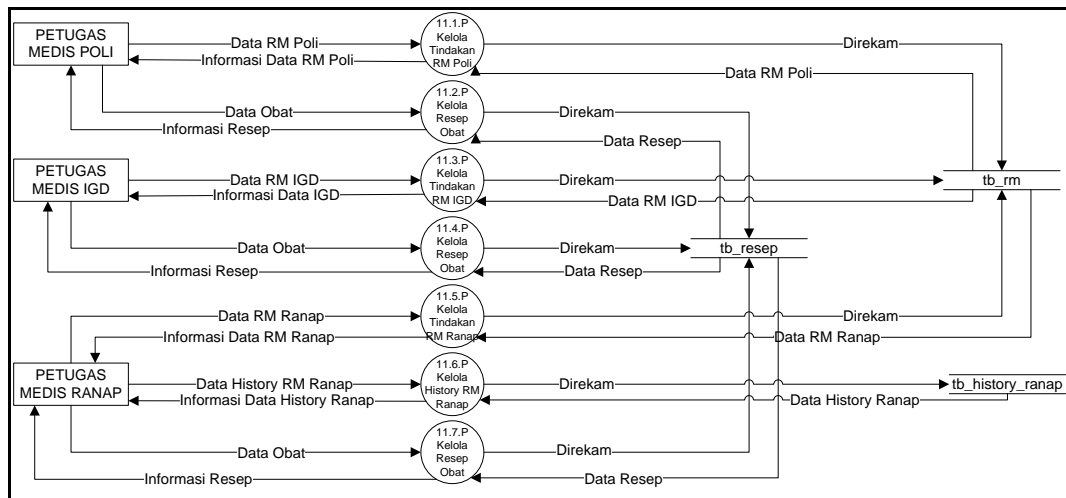 PETUGAS
MEDIS POLI
Data RM Poli
Informasi Data RM Poli
11.1.P
Kelola
Tindakan
RM Poli
Direkam
Data RM Poli
Data Obat
Informasi Resep
11.2.P
Kelola
Resep
Obat
Direkam
Data Resep
PETUGAS
MEDIS IGD
Data RM IGD
Informasi Data IGD
11.3.P
Kelola
Tindakan
RM IGD
Direkam
Data RM IGD
tb_rm
Data Obat
Informasi Resep
11.4.P
Kelola
Resep
Obat
Direkam
Data Resep
tb_resep
Data RM Ranap
Informasi Data RM Ranap
11.5.P
Kelola
Tindakan
RM Ranap
Direkam
Data RM Ranap
PETUGAS
MEDIS RANAP
Data History RM Ranap
Informasi Data History Ranap
11.6.P
Kelola
History RM
Ranap
Direkam
Data History Ranap
tb_history_ranap
Data Obat
Informasi Resep
11.7.P
Kelola
Resep
Obat
Direkam
Data Resep